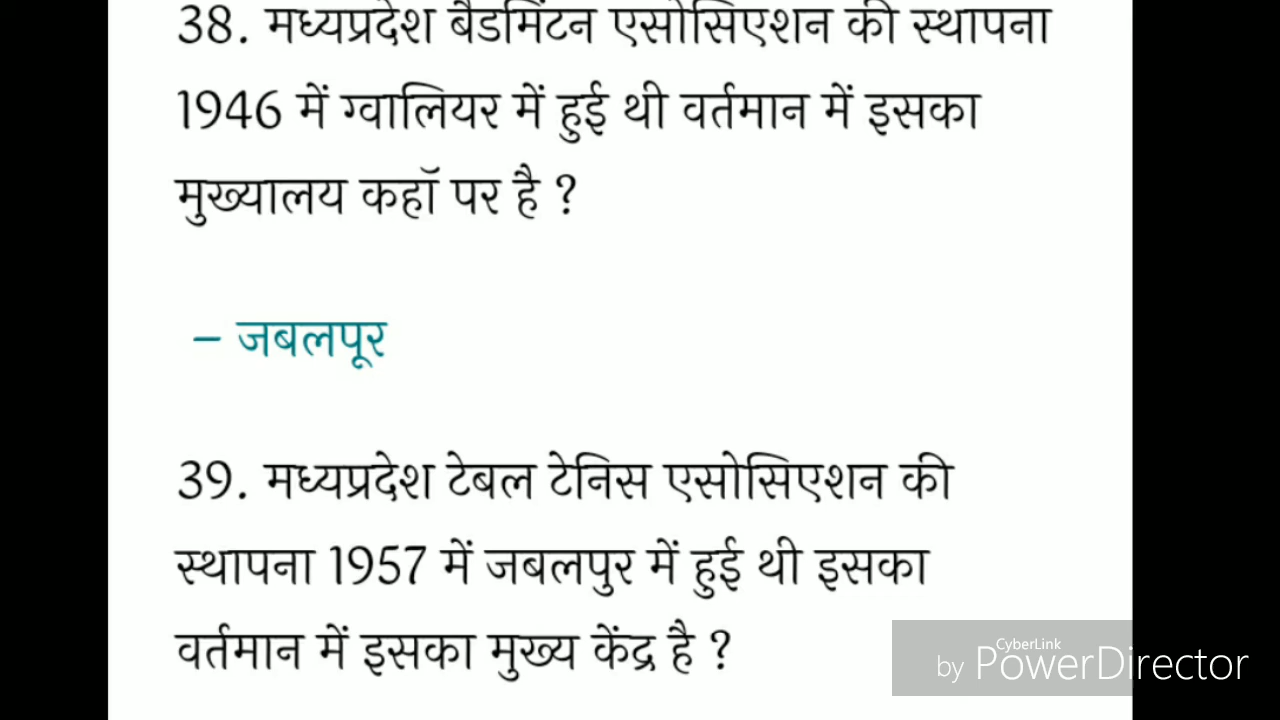 38. मध्यप्रदेश बैडमिंटन एसोसिएशन की स्थापना
1946 में ग्वालियर में हुई थी वर्तमान में इसका
मुख्यालय कहॉ पर है ?
– जबलपूर
39. मध्यप्रदेश टेबल टेनिस एसोसिएशन की
स्थापना 1957 में जबलपुर में हुई थी इसका
वर्तमान में इसका मुख्य केंद्र है ?
CyberLink
by PowerDirector